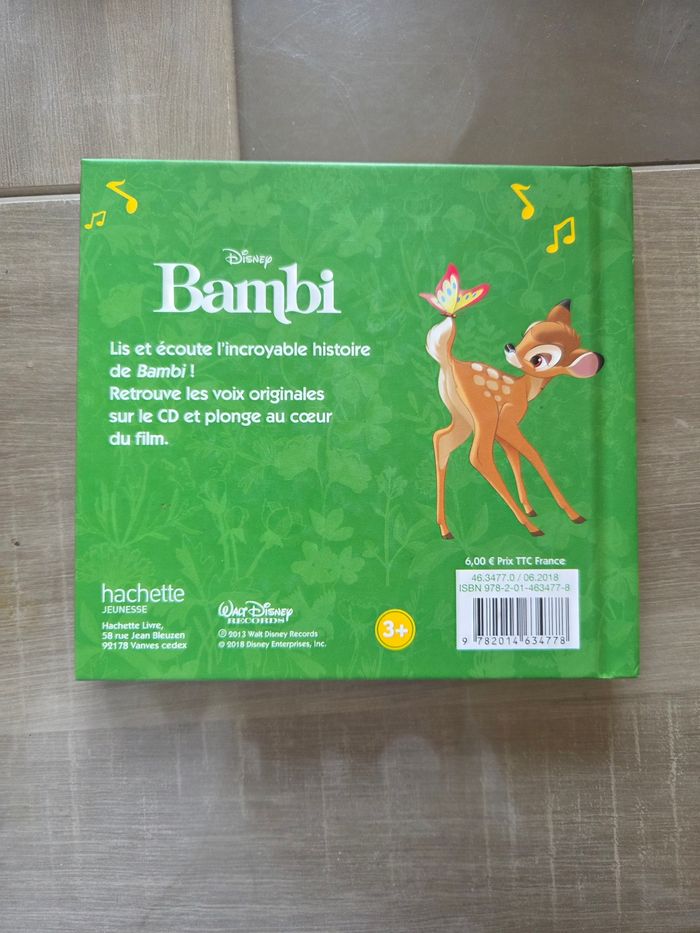 Disney
Bambi
Lis et écoute l'incroyable histoire
de Bambi !
Retrouve les voix originales
sur le CD et plonge au cœur
du film.
6,00 € Prix TTC France
46.3477.0 / 06.2018
ISBN 978-2-01-463477-8
9 782014 634778
hachette
JEUNESSE
Hachette Livre,
58 rue Jean Bleuzen
92178 Vanves cedex
Walt Disney
RECORDS
℗ 2013 Walt Disney Records
© 2018 Disney Enterprises, Inc.
3+